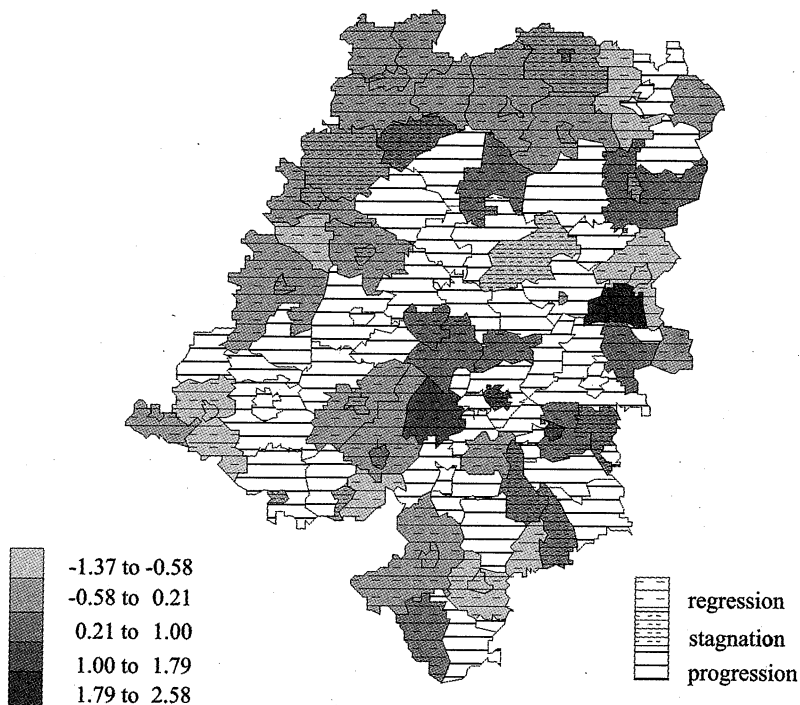 -1.37 to -0.58
-0.58 to 0.21
0.21 to 1.00
1.00 to 1.79
1.79 to 2.58
regression
stagnation
progression